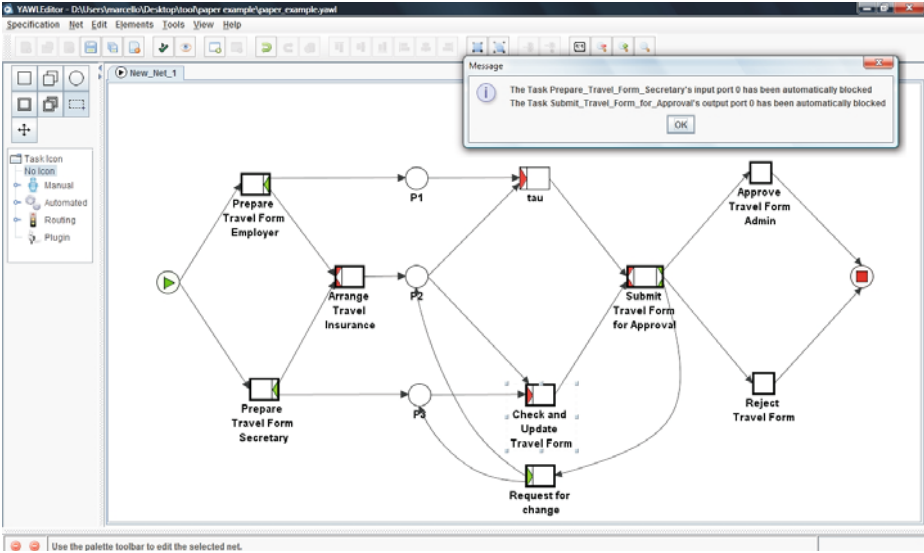 YAWLEditor - D:\Users\marcello\Desktop\tool\paper example\paper_example.yawl
Specification Net Edit Elements Tools View Help
New_Net_1
Message
The Task Prepare_Travel_Form_Secretary's input port 0 has been automatically blocked
The Task Submit_Travel_Form_for_Approval's output port 0 has been automatically blocked
OK
Task Icon
No Icon
Manual
Automated
Routing
Plugin
Prepare
Travel Form
Employer
P1
tau
Approve
Travel Form
Admin
Arrange
Travel
Insurance
P2
Submit
Travel Form
for Approval
Prepare
Travel Form
Secretary
P3
Check and
Update
Travel Form
Reject
Travel Form
Request for
change
Use the palette toolbar to edit the selected net.